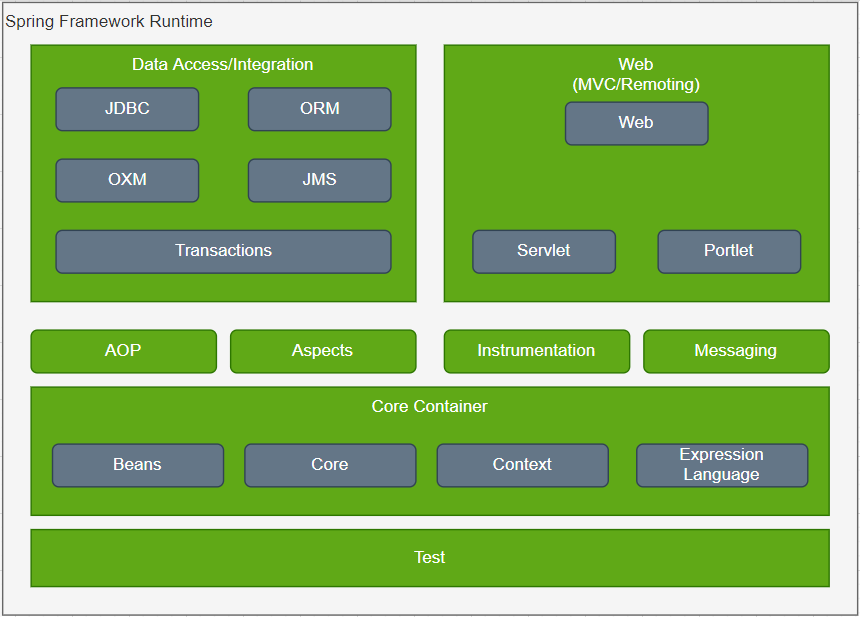 Spring Framework Runtime
Data Access/Integration
JDBC
ORM
OXM
JMS
Transactions
Web
(MVC/Remoting)
Web
Servlet
Portlet
AOP
Aspects
Instrumentation
Messaging
Core Container
Beans
Core
Context
Expression
Language
Test